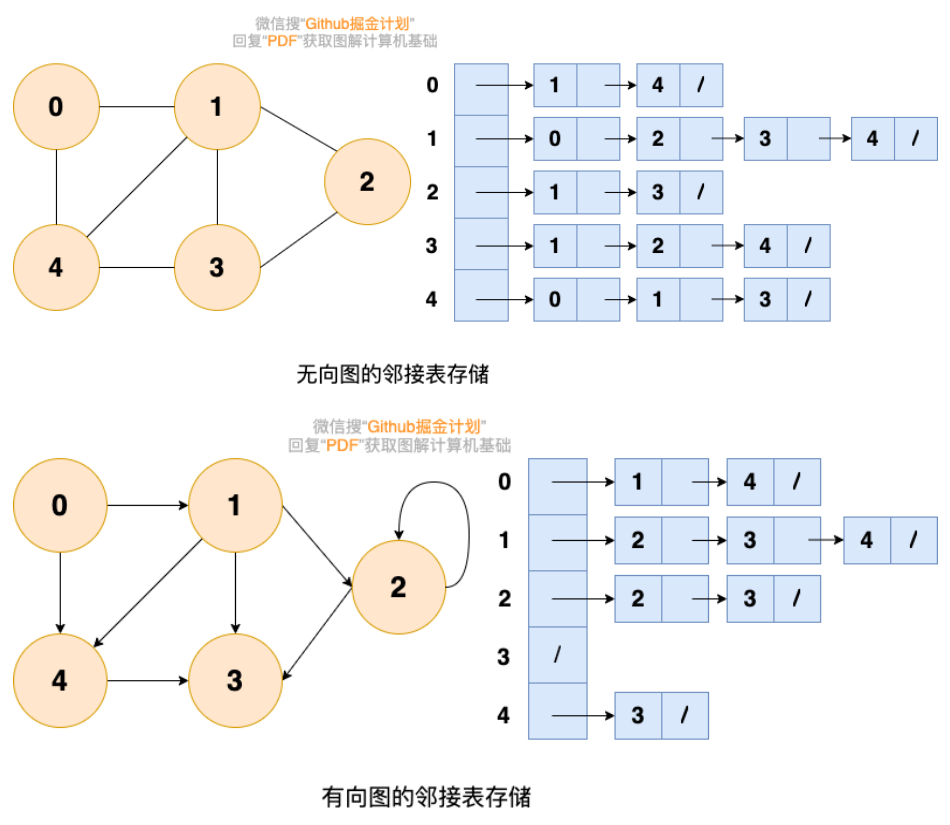 微信搜“Github掘金计划”
回复“PDF”获取图解计算机基础
0 1 2 4 3
0 1 4 /
1 0 2 3 4 /
2 1 3 /
3 1 2 4 /
4 0 1 3 /
无向图的邻接表存储
微信搜“Github掘金计划”
回复“PDF”获取图解计算机基础
0 1 2 4 3
0 1 4 /
1 2 3 4 /
2 2 3 /
3 /
4 3 /
有向图的邻接表存储